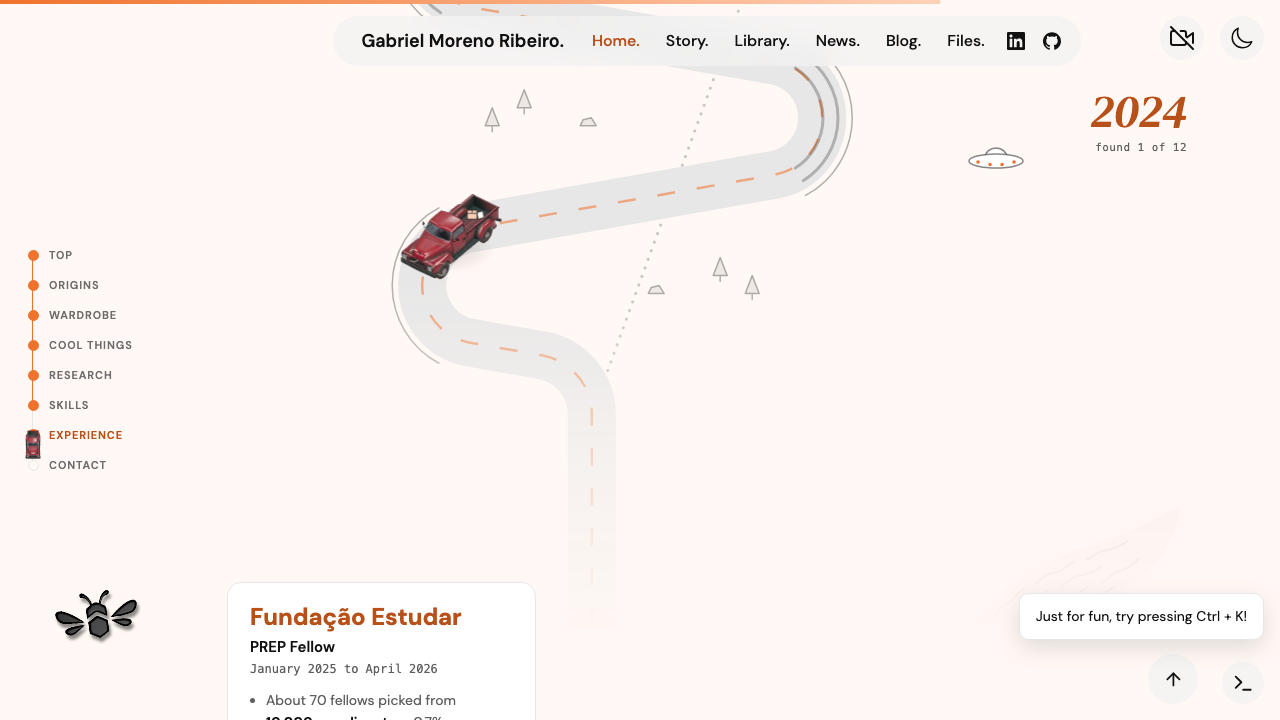 Gabriel Moreno Ribeiro.
Home.
Story.
Library.
News.
Blog.
Files.
2024
found 1 of 12
TOP
ORIGINS
WARDROBE
COOL THINGS
RESEARCH
SKILLS
EXPERIENCE
CONTACT
Fundação Estudar
PREP Fellow
January 2025 to April 2026
About 70 fellows picked from
Just for fun, try pressing Ctrl + K!